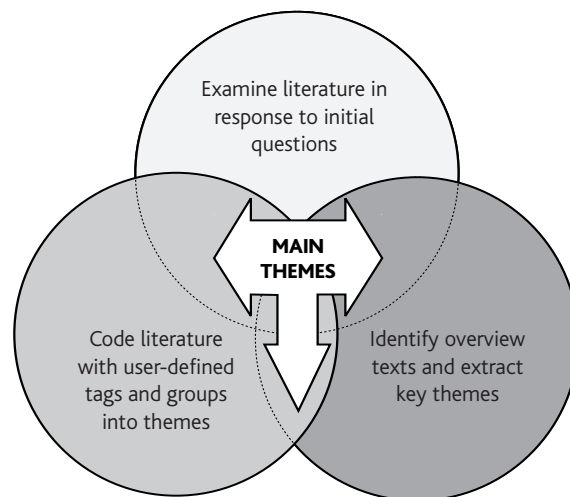 Examine literature in
response to initial
questions
MAIN
THEMES
Code literature
with user-defined
tags and groups
into themes
Identify overview
texts and extract
key themes